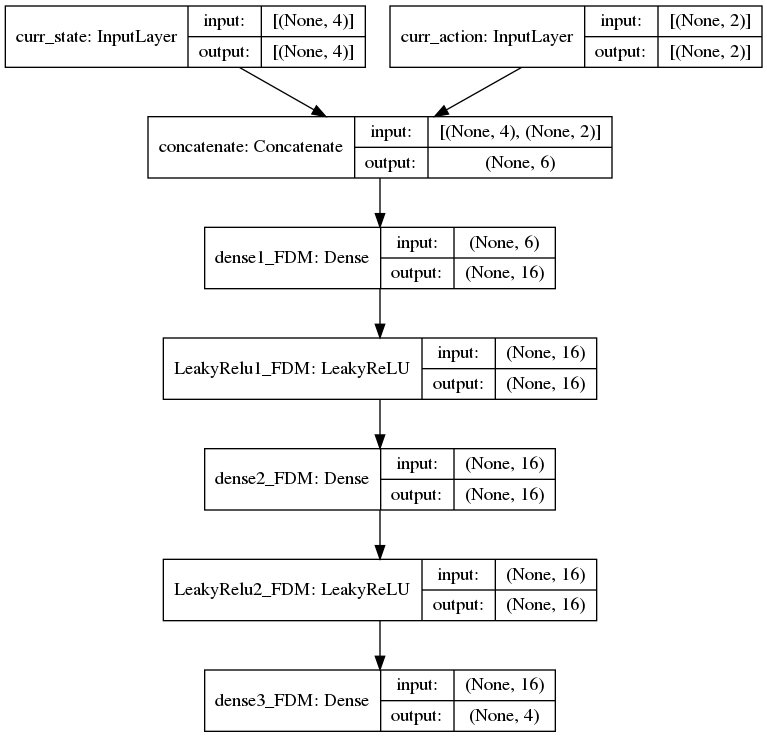 curr_state: InputLayer
input: [(None, 4)]
output: [(None, 4)]
curr_action: InputLayer
input: [(None, 2)]
output: [(None, 2)]
concatenate: Concatenate
input: [(None, 4), (None, 2)]
output: (None, 6)
dense1_FDM: Dense
input: (None, 6)
output: (None, 16)
LeakyRelu1_FDM: LeakyReLU
input: (None, 16)
output: (None, 16)
dense2_FDM: Dense
input: (None, 16)
output: (None, 16)
LeakyRelu2_FDM: LeakyReLU
input: (None, 16)
output: (None, 16)
dense3_FDM: Dense
input: (None, 16)
output: (None, 4)